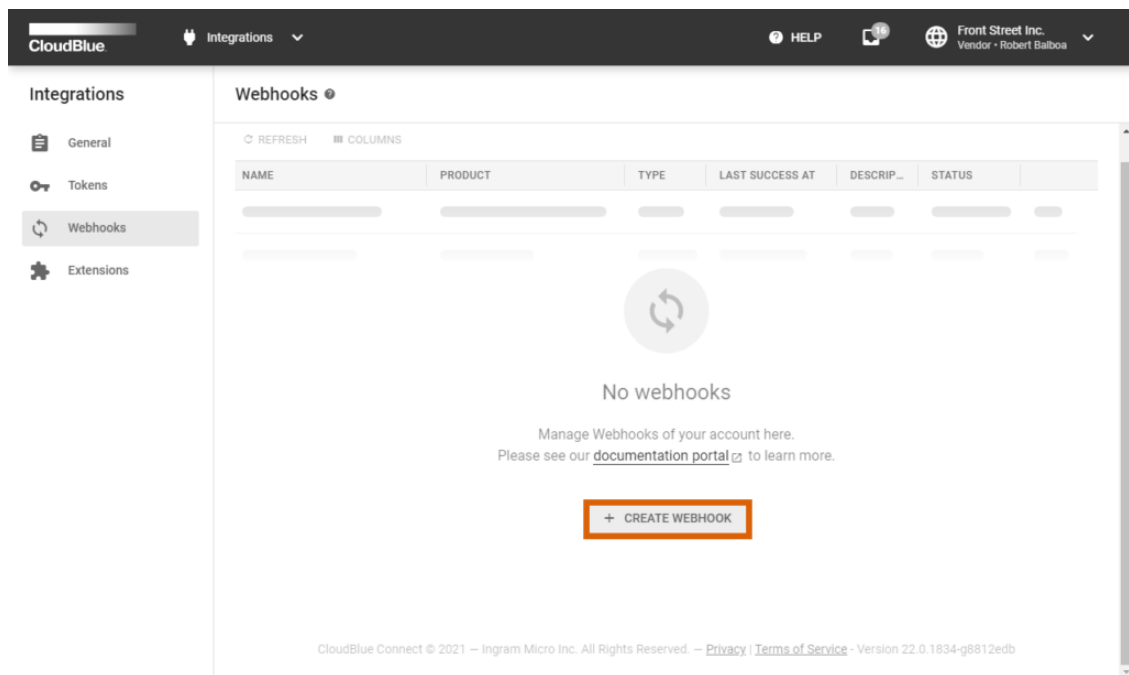 CloudBlue
Integrations
HELP
16
Front Street Inc.
Vendor • Robert Balboa
Integrations
General
Tokens
Webhooks
Extensions
Webhooks
REFRESH COLUMNS
NAME PRODUCT TYPE LAST SUCCESS AT DESCRIP... STATUS
No webhooks
Manage Webhooks of your account here.
Please see our documentation portal to learn more.
+ CREATE WEBHOOK
CloudBlue Connect © 2021 — Ingram Micro Inc. All Rights Reserved. — Privacy | Terms of Service - Version 22.0.1834-g8812edb